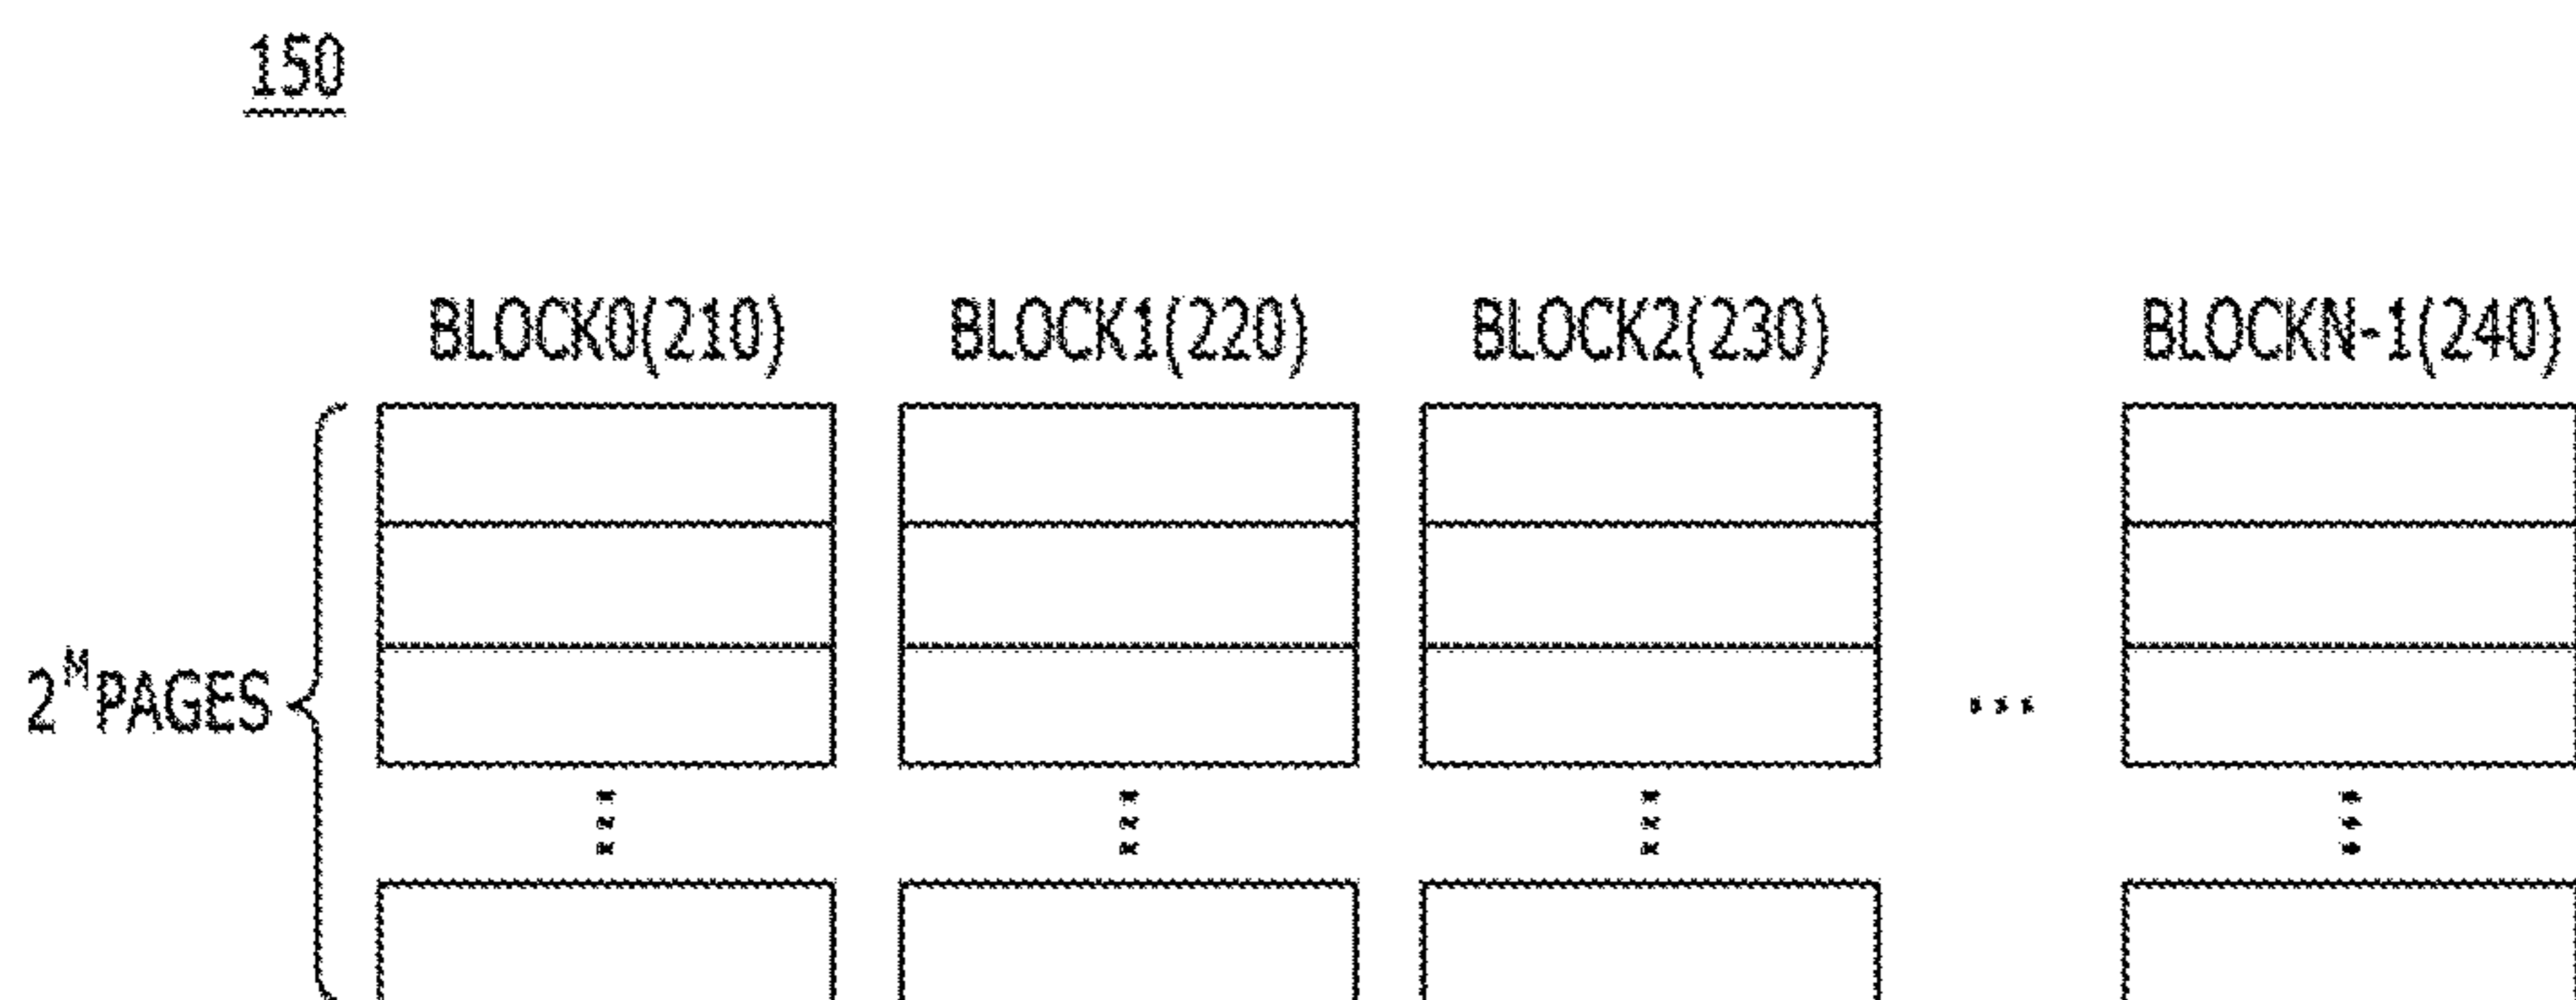 150
BLOCK0(210) BLOCK1(220) BLOCK2(230) BLOCKN-1(240)
2^M PAGES
...